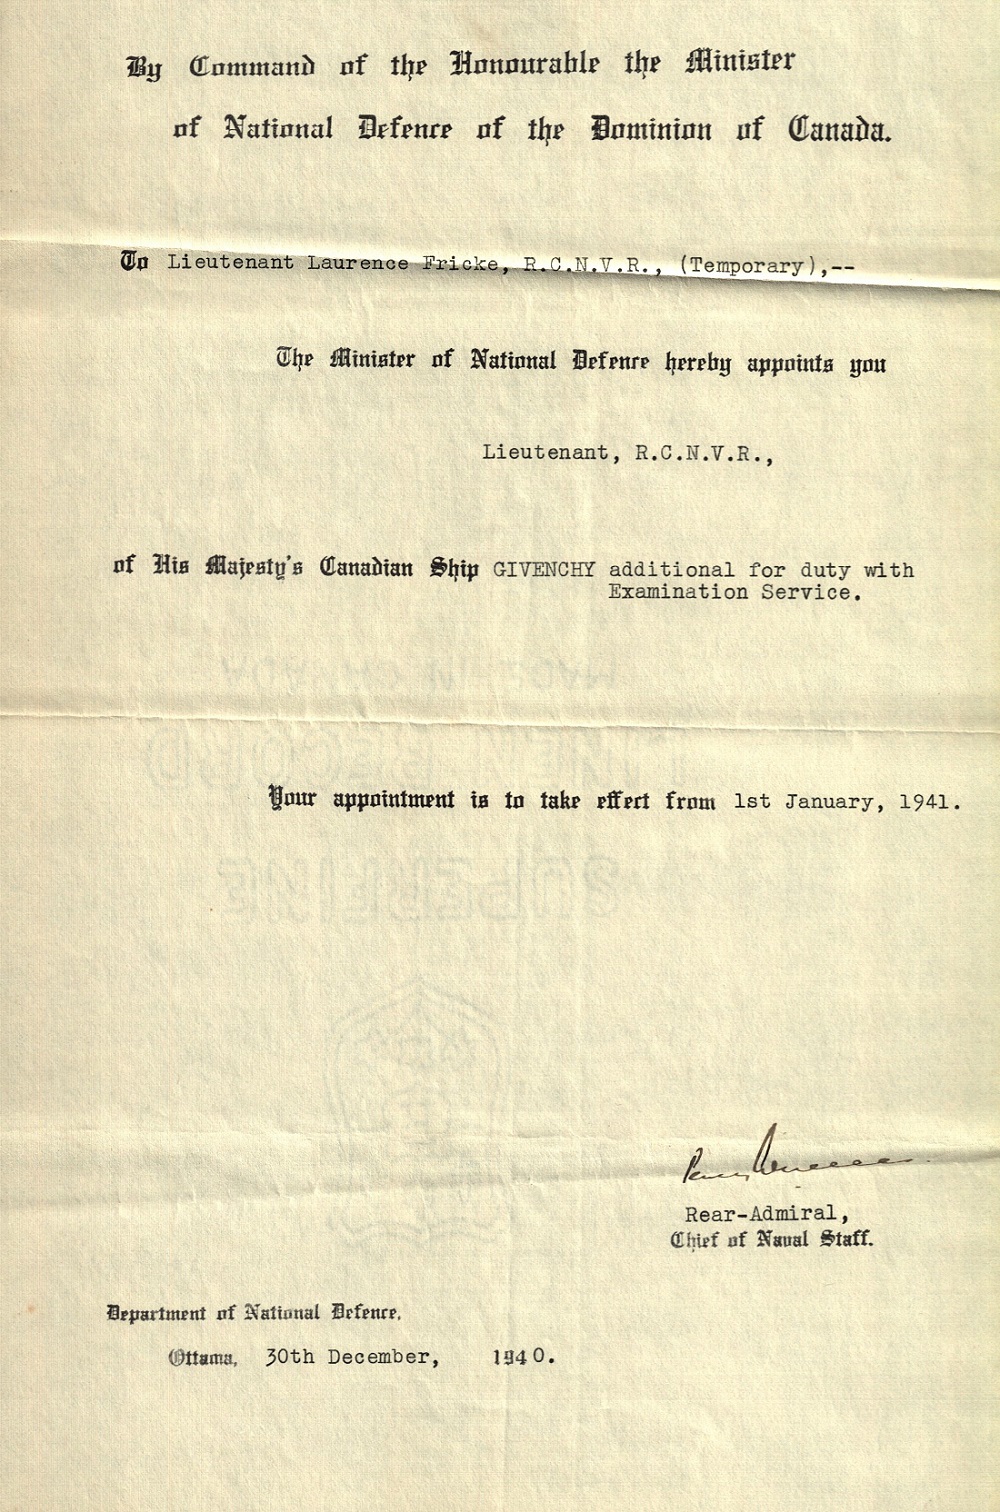 By Command of the Honourable the Minister
of National Defence of the Dominion of Canada.
To Lieutenant Laurence Fricke, R.C.N.V.R., (Temporary),--
The Minister of National Defence hereby appoints you
Lieutenant, R.C.N.V.R.,
of His Majesty's Canadian Ship GIVENCHY additional for duty with
Examination Service.
Your appointment is to take effect from 1st January, 1941.
Rear-Admiral,
Chief of Naval Staff.
Department of National Defence,
Ottawa, 30th December, 1940.